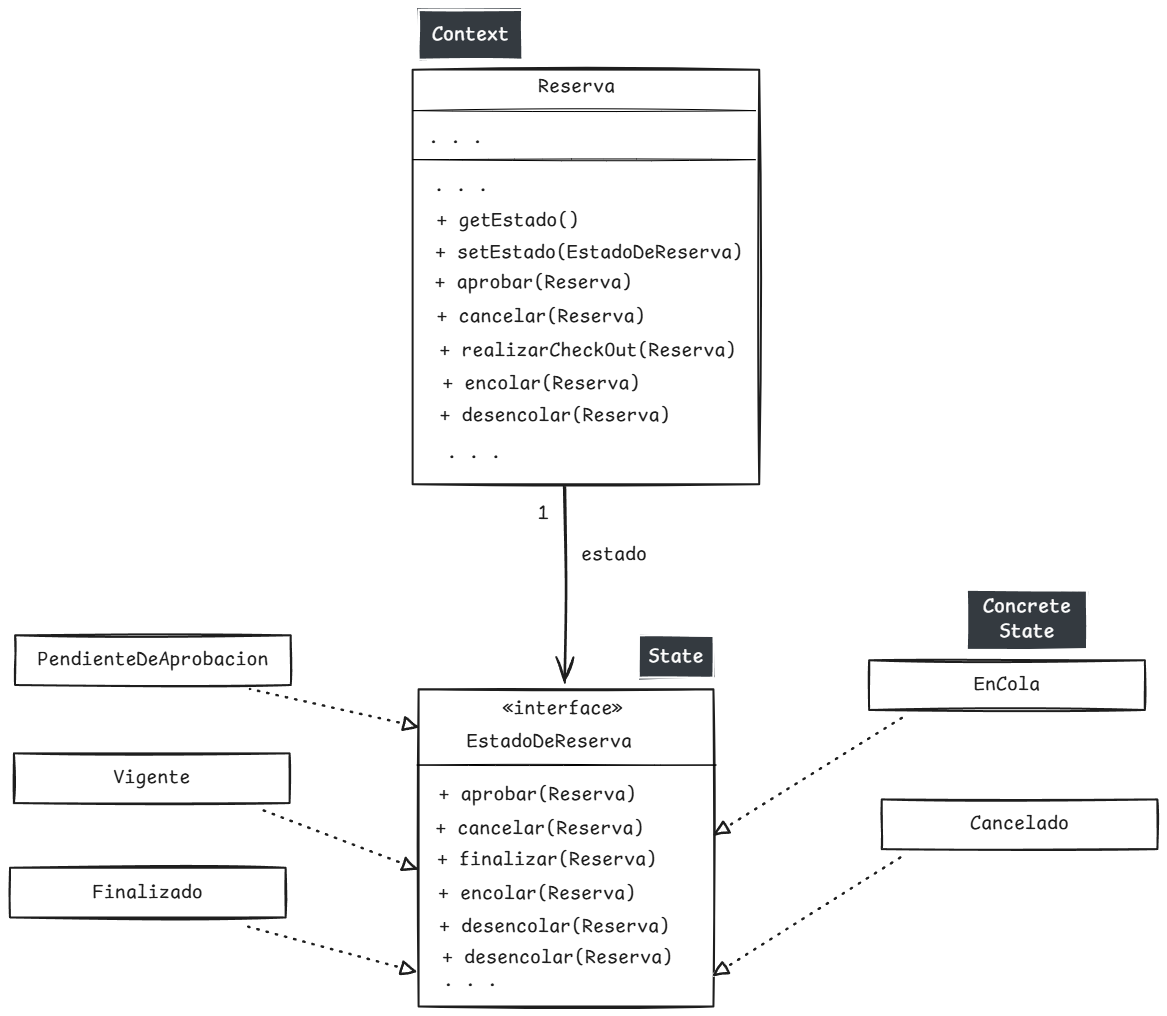 Context
Reserva
. . .
. . .
+ getEstado()
+ setEstado(EstadoDeReserva)
+ aprobar(Reserva)
+ cancelar(Reserva)
+ realizarCheckOut(Reserva)
+ encolar(Reserva)
+ desencolar(Reserva)
. . .
1
estado
PendienteDeAprobacion
Vigente
Finalizado
State
«interface»
EstadoDeReserva
+ aprobar(Reserva)
+ cancelar(Reserva)
+ finalizar(Reserva)
+ encolar(Reserva)
+ desencolar(Reserva)
+ desencolar(Reserva)
. . .
Concrete
State
EnCola
Cancelado